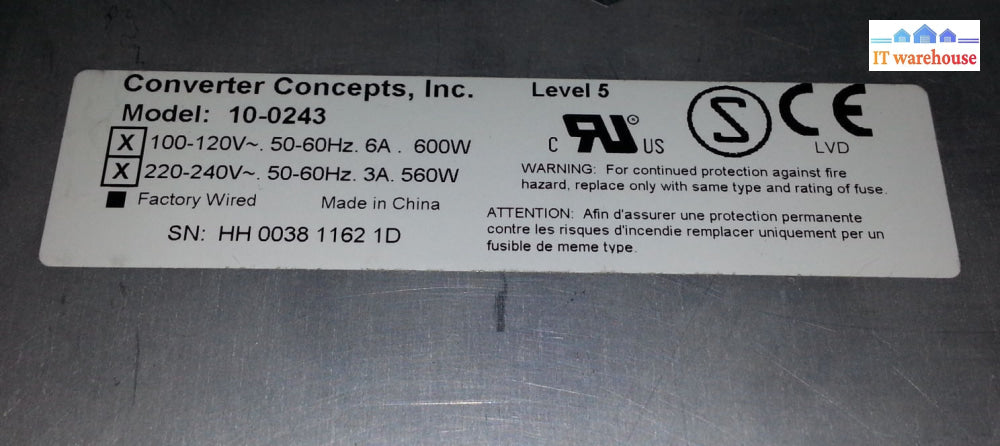 IT warehouse
Converter Concepts, Inc.
Level 5
Model: 10-0243
X 100-120V~. 50-60Hz. 6A . 600W
X 220-240V~. 50-60Hz. 3A. 560W
Factory Wired Made in China
SN: HH 0038 1162 1D
C RU US
S
CE
LVD
WARNING: For continued protection against fire
hazard, replace only with same type and rating of fuse.
ATTENTION: Afin d'assurer une protection permanente
contre les risques d'incendie remplacer uniquement per un
fusible de meme type.